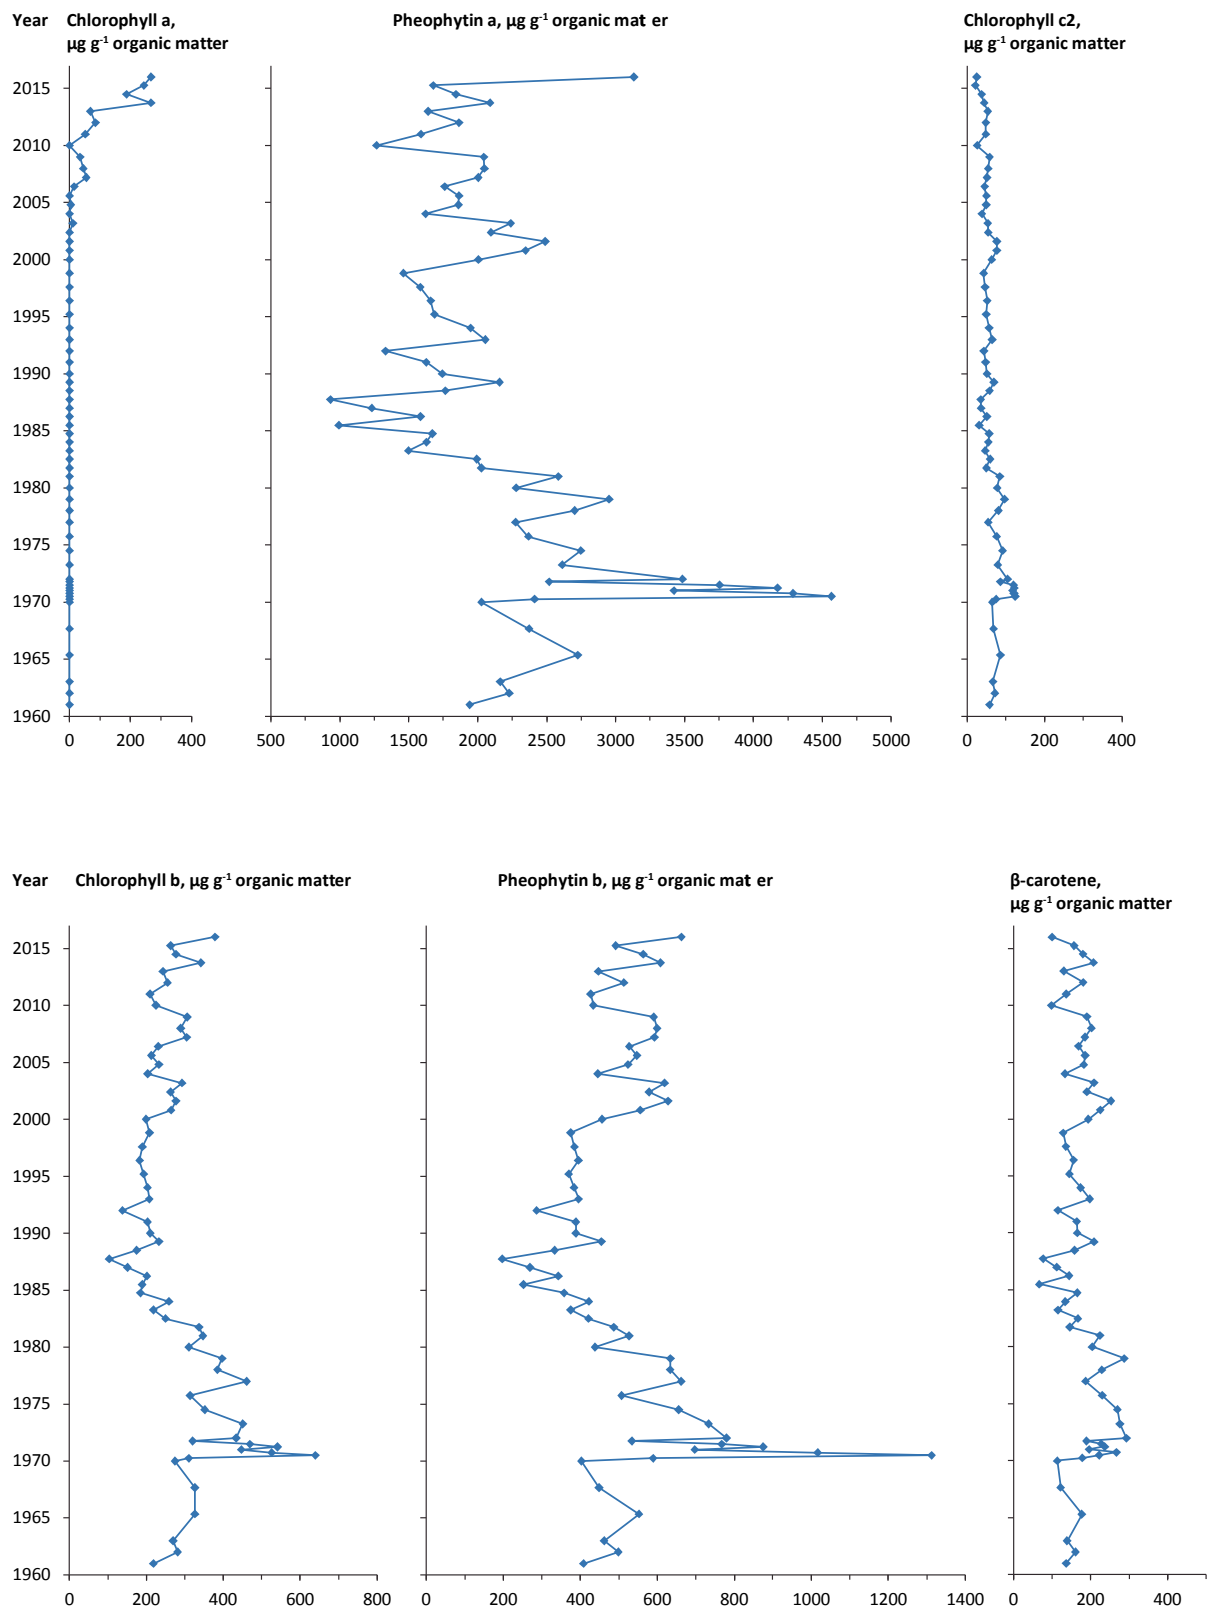 Year
Chlorophyll a,
µg g-1 organic matter
Pheophytin a, µg g-1 organic mat er
Chlorophyll c2,
µg g-1 organic matter
2015
2010
2005
2000
1995
1990
1985
1980
1975
1970
1965
1960
0 200 400
500 1000 1500 2000 2500 3000 3500 4000 4500 5000
0 200 400
Year
Chlorophyll b, µg g-1 organic matter
Pheophytin b, µg g-1 organic mat er
β-carotene,
µg g-1 organic matter
2015
2010
2005
2000
1995
1990
1985
1980
1975
1970
1965
1960
0 200 400 600 800
0 200 400 600 800 1000 1200 1400
0 200 400